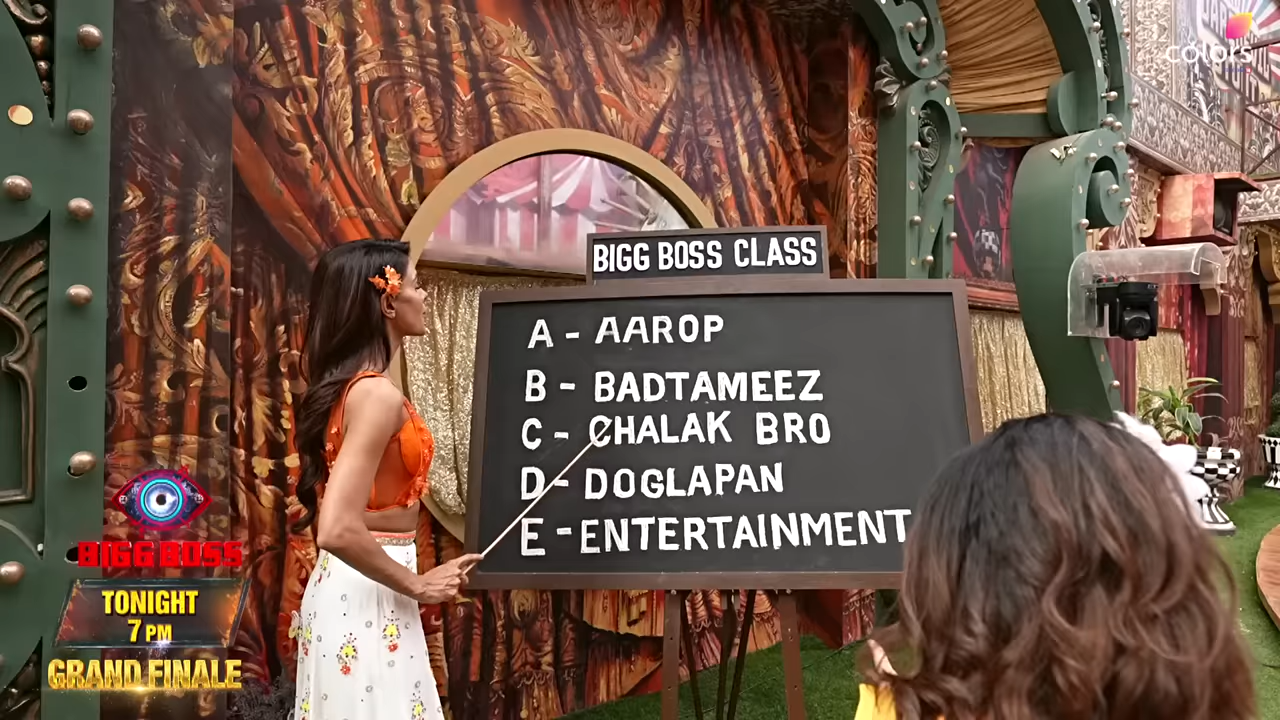 colors
BIGG BOSS CLASS
A - AAROP
B - BADTAMEEZ
C - CHALAK BRO
D - DOGLAPAN
E - ENTERTAINMENT
BIGG BOSS
TONIGHT
7 PM
GRAND FINALE